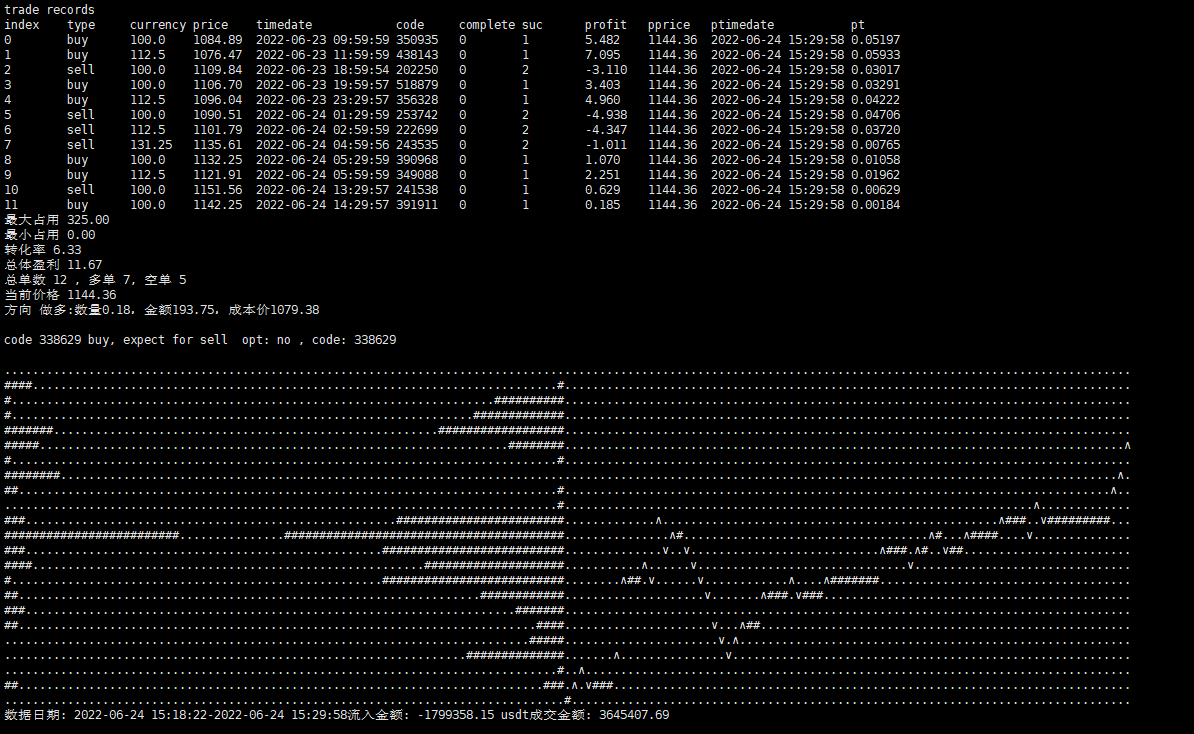 trade records
index type currency price timedate code complete suc profit pprice ptimedate pt
0 buy 100.0 1084.89 2022-06-23 09:59:59 350935 0 1 5.482 1144.36 2022-06-24 15:29:58 0.05197
1 buy 112.5 1076.47 2022-06-23 11:59:59 438143 0 1 7.095 1144.36 2022-06-24 15:29:58 0.05933
2 sell 100.0 1109.84 2022-06-23 18:59:54 202250 0 2 -3.110 1144.36 2022-06-24 15:29:58 0.03017
3 buy 100.0 1106.70 2022-06-23 19:59:57 518879 0 1 3.403 1144.36 2022-06-24 15:29:58 0.03291
4 buy 112.5 1096.04 2022-06-23 23:29:57 356328 0 1 4.960 1144.36 2022-06-24 15:29:58 0.04222
5 sell 100.0 1090.51 2022-06-24 01:29:59 253742 0 2 -4.938 1144.36 2022-06-24 15:29:58 0.04706
6 sell 112.5 1101.79 2022-06-24 02:59:59 222699 0 2 -4.347 1144.36 2022-06-24 15:29:58 0.03720
7 sell 131.25 1135.61 2022-06-24 04:59:56 243535 0 2 -1.011 1144.36 2022-06-24 15:29:58 0.00765
8 buy 100.0 1132.25 2022-06-24 05:29:59 390968 0 1 1.070 1144.36 2022-06-24 15:29:58 0.01058
9 buy 112.5 1121.91 2022-06-24 05:59:59 349088 0 1 2.251 1144.36 2022-06-24 15:29:58 0.01962
10 sell 100.0 1151.56 2022-06-24 13:29:57 241538 0 1 0.629 1144.36 2022-06-24 15:29:58 0.00629
11 buy 100.0 1142.25 2022-06-24 14:29:57 391911 0 1 0.185 1144.36 2022-06-24 15:29:58 0.00184
最大占用 325.00
最小占用 0.00
转化率 6.33
总体盈利 11.67
总单数 12 , 多单 7, 空单 5
当前价格 1144.36
方向 做多:数量0.18, 金额193.75, 成本价1079.38
code 338629 buy, expect for sell opt: no , code: 338629
数据日期: 2022-06-24 15:18:22-2022-06-24 15:29:58流入金额: -1799358.15 usdt成交金额: 3645407.69